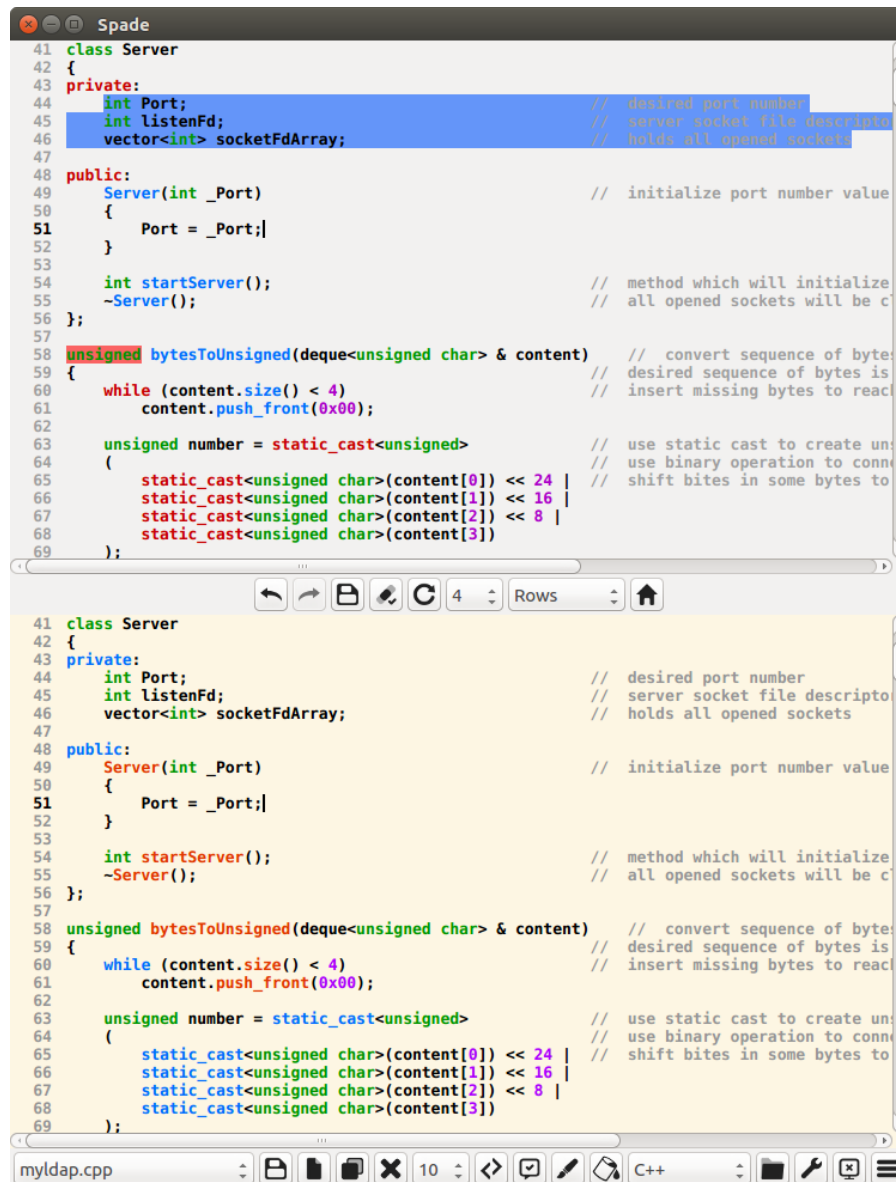 Spade
41 class Server
42 {
43 private:
44 int Port; // desired port number
45 int listenFd; // server socket file descripto
46 vector<int> socketFdArray; // holds all opened sockets
47
48 public:
49 Server(int _Port) // initialize port number value
50 {
51 Port = _Port;
52 }
53
54 int startServer(); // method which will initialize
55 ~Server(); // all opened sockets will be c
56 };
57
58 unsigned bytesToUnsigned(deque<unsigned char> & content) // convert sequence of bytes
59 { // desired sequence of bytes is
60 while (content.size() < 4) // insert missing bytes to reac
61 content.push_front(0x00);
62
63 unsigned number = static_cast<unsigned> // use static cast to create un
64 ( // use binary operation to conn
65 static_cast<unsigned char>(content[0]) << 24 | // shift bites in some bytes to
66 static_cast<unsigned char>(content[1]) << 16 |
67 static_cast<unsigned char>(content[2]) << 8 |
68 static_cast<unsigned char>(content[3])
69 );
4 Rows
41 class Server
42 {
43 private:
44 int Port; // desired port number
45 int listenFd; // server socket file descripto
46 vector<int> socketFdArray; // holds all opened sockets
47
48 public:
49 Server(int _Port) // initialize port number value
50 {
51 Port = _Port;
52 }
53
54 int startServer(); // method which will initialize
55 ~Server(); // all opened sockets will be c
56 };
57
58 unsigned bytesToUnsigned(deque<unsigned char> & content) // convert sequence of bytes
59 { // desired sequence of bytes is
60 while (content.size() < 4) // insert missing bytes to reac
61 content.push_front(0x00);
62
63 unsigned number = static_cast<unsigned> // use static cast to create un
64 ( // use binary operation to conn
65 static_cast<unsigned char>(content[0]) << 24 | // shift bites in some bytes to
66 static_cast<unsigned char>(content[1]) << 16 |
67 static_cast<unsigned char>(content[2]) << 8 |
68 static_cast<unsigned char>(content[3])
69 );
myldap.cpp 10 C++